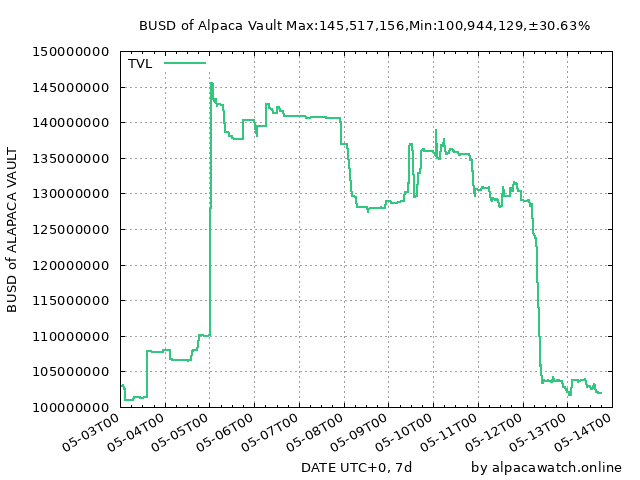 BUSD of Alpaca Vault Max:145,517,156,Min:100,944,129,±30.63%
TVL
150000000
145000000
140000000
135000000
130000000
125000000
120000000
115000000
110000000
105000000
100000000
BUSD of ALAPACA VAULT
05-03T00
05-04T00
05-05T00
05-06T00
05-07T00
05-08T00
05-09T00
05-10T00
05-11T00
05-12T00
05-13T00
05-14T00
DATE UTC+0, 7d
by alpacawatch.online